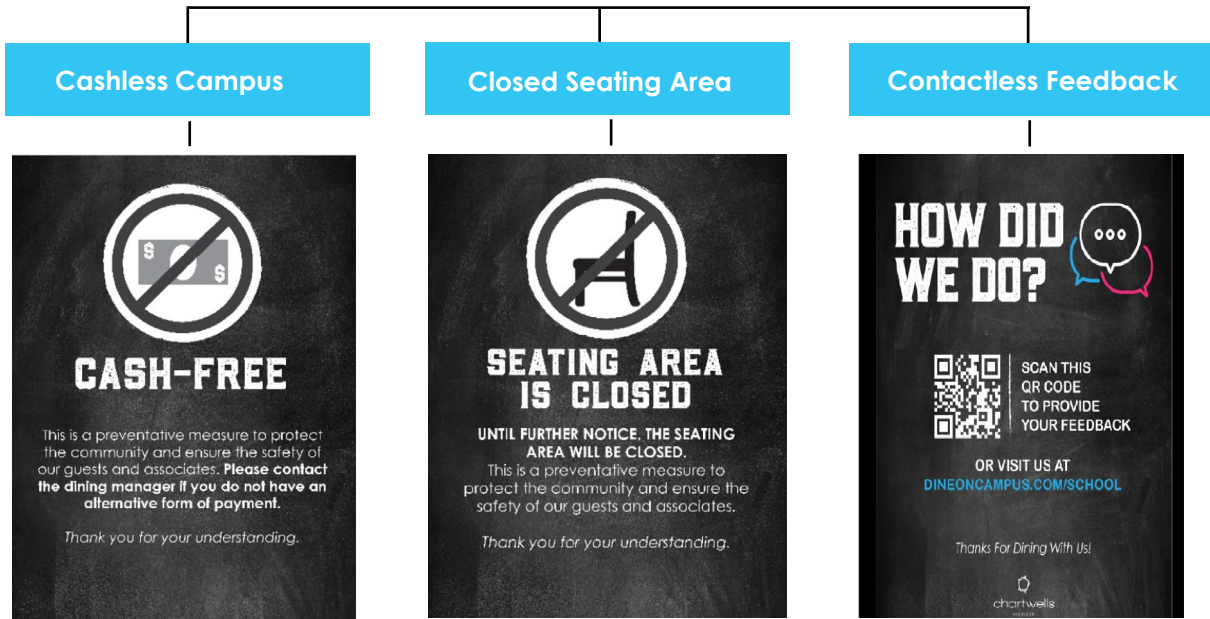 Cashless Campus
Closed Seating Area
Contactless Feedback
$
$
CASH-FREE
This is a preventative measure to protect
the community and ensure the safety of
our guests and associates. Please contact
the dining manager if you do not have an
alternative form of payment.
Thank you for your understanding.
SEATING AREA
IS CLOSED
UNTIL FURTHER NOTICE, THE SEATING
AREA WILL BE CLOSED.
This is a preventative measure to
protect the community and ensure the
safety of our guests and associates.
Thank you for your understanding.
HOW DID
WE DO?
SCAN THIS
QR CODE
TO PROVIDE
YOUR FEEDBACK
OR VISIT US AT
DINEONCAMPUS.COM/SCHOOL
Thanks For Dining With Us!
chartwells